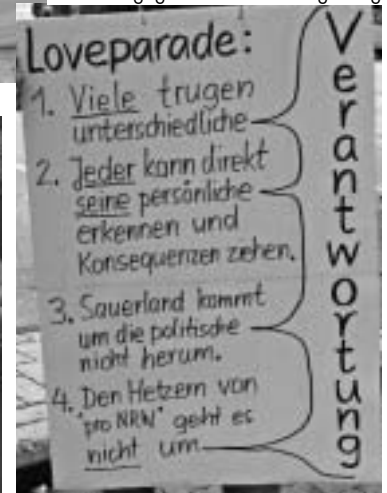 Loveparade:
1. Viele trugen
unterschiedliche
2. Jeder kann direkt
seine persönliche
erkennen und
Konsequenzen ziehen.
3. Sauerland kommt
um die politische
nicht herum.
4. Den Hetzern von
"pro NRW" geht es
nicht um
Verantwortung